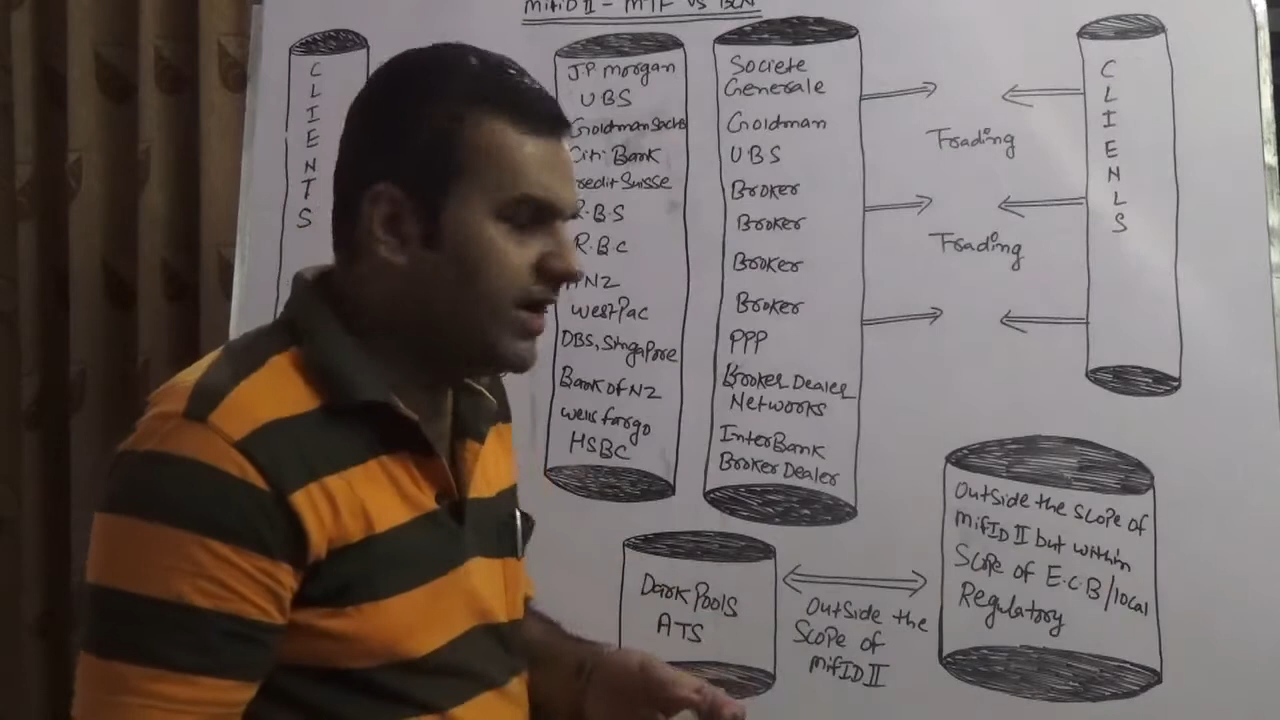 MifiD II - MTF VS BCN
CLIENTS
J.P Morgan
UBS
Goldman Sachs
Citi Bank
redit Suisse
R.B.S
R.B.C
NZ
WestPac
DBS, Singapore
Bank of NZ
Wells fargo
HSBC
Societe
Generale
Goldman
UBS
Broker
Broker
Broker
Broker
PPP
Broker Dealer
Networks
InterBank
Broker Dealer
Trading
Trading
CLIENLS
Dark Pools
ATS
Outside the
Scope of
MifID II
Outside the scope of
MifID II but within
Scope of E.C.B/local
Regulatory